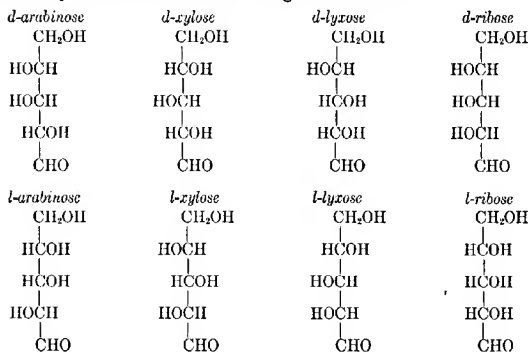 d-arabinose d-xylose d-lyxose d-ribose
CH₂OH CH₂OH CH₂OH CH₂OH
HOCH HCOH HOCH HOCH
HOCH HOCH HCOH HOCH
HCOH HCOH HCOH HOCH
CHO CHO CHO CHO
l-arabinose l-xylose l-lyxose l-ribose
CH₂OH CH₂OH CH₂OH CH₂OH
HCOH HOCH HCOH HCOH
HCOH HCOH HOCH HCOH
HOCH HOCH HOCH HCOH
CHO CHO CHO CHO